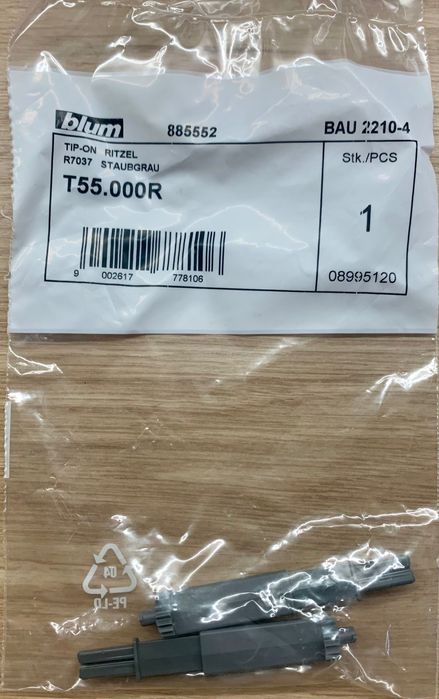 blum 885552 BAU 2210-4
TIP-ON RITZEL
R7037 STAUBGRAU
T55.000R
Stk./PCS
1
9 002617 778106
08995120
04
PE-LD